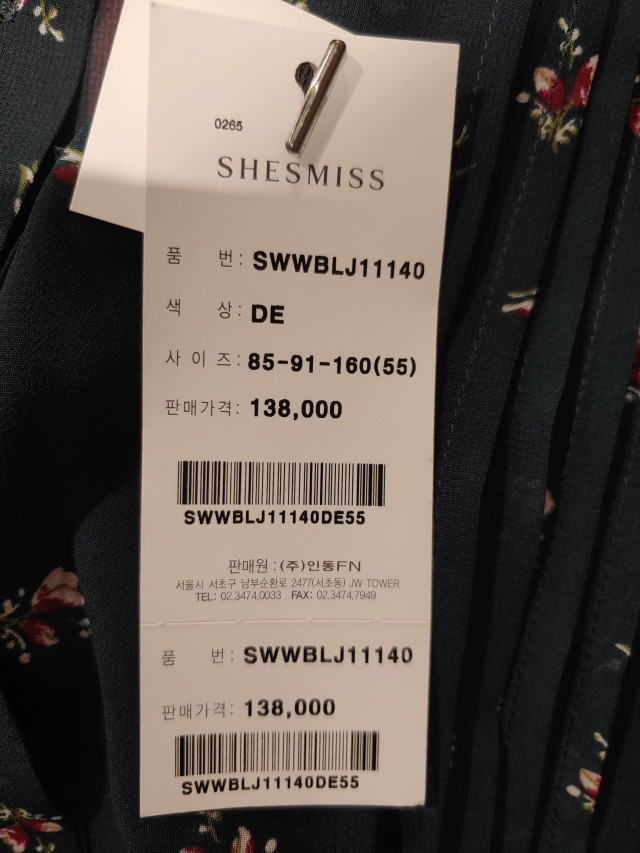 0265
SHESMISS
품 번: SWWBLJ11140
색 상: DE
사 이 즈: 85-91-160(55)
판매가격: 138,000
SWWBLJ11140DE55
판매원 : (주)인동FN
서울시 서초구 남부순환로 2477(서초동) JW TOWER
TEL: 02.3474.0033 FAX: 02.3474.7949
품 번: SWWBLJ11140
판매가격: 138,000
SWWBLJ11140DE55